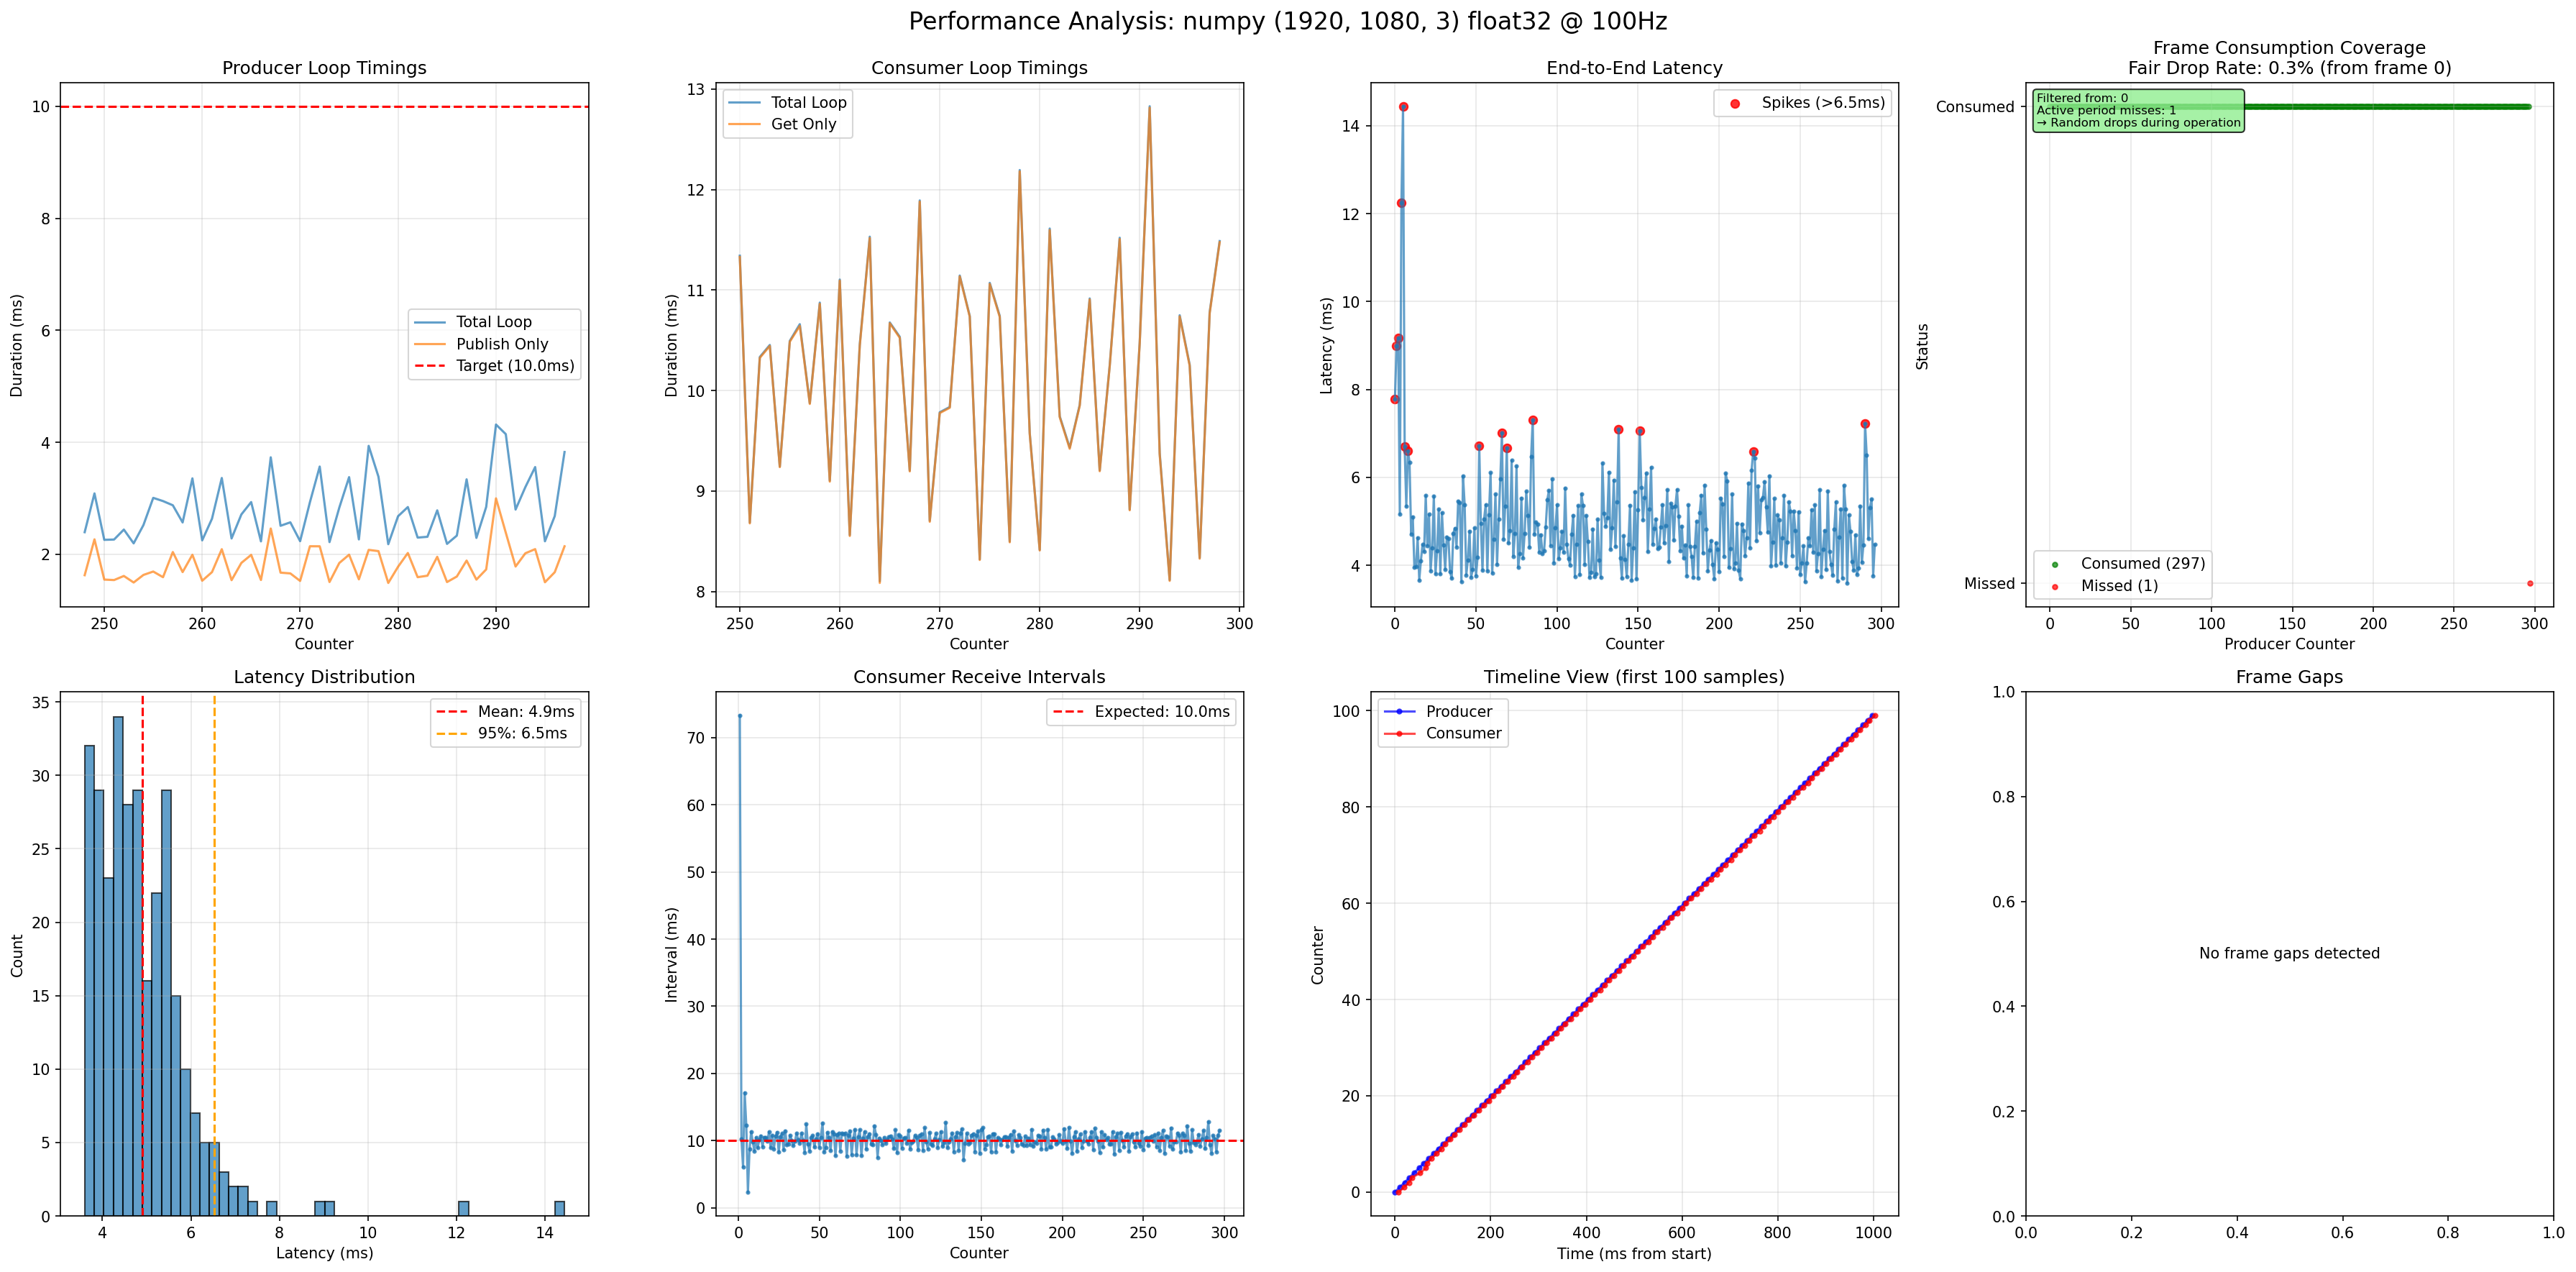 Performance Analysis: numpy (1920, 1080, 3) float32 @ 100Hz
Producer Loop Timings
Duration (ms)
10
8
6
4
2
Total Loop
Publish Only
Target (10.0ms)
250 260 270 280 290
Counter
Consumer Loop Timings
Duration (ms)
13
12
11
10
9
8
Total Loop
Get Only
250 260 270 280 290 300
Counter
End-to-End Latency
Latency (ms)
14
12
10
8
6
4
Spikes (>6.5ms)
0 50 100 150 200 250 300
Counter
Frame Consumption Coverage
Fair Drop Rate: 0.3% (from frame 0)
Status
Consumed
Missed
Filtered from: 0
Active period misses: 1
→ Random drops during operation
Consumed (297)
Missed (1)
0 50 100 150 200 250 300
Producer Counter
Latency Distribution
Count
35
30
25
20
15
10
5
0
Mean: 4.9ms
95%: 6.5ms
4 6 8 10 12 14
Latency (ms)
Consumer Receive Intervals
Interval (ms)
70
60
50
40
30
20
10
0
Expected: 10.0ms
0 50 100 150 200 250 300
Counter
Timeline View (first 100 samples)
Counter
100
80
60
40
20
0
Producer
Consumer
0 200 400 600 800 1000
Time (ms from start)
Frame Gaps
1.0
0.8
0.6
0.4
0.2
0.0
No frame gaps detected
0.0 0.2 0.4 0.6 0.8 1.0